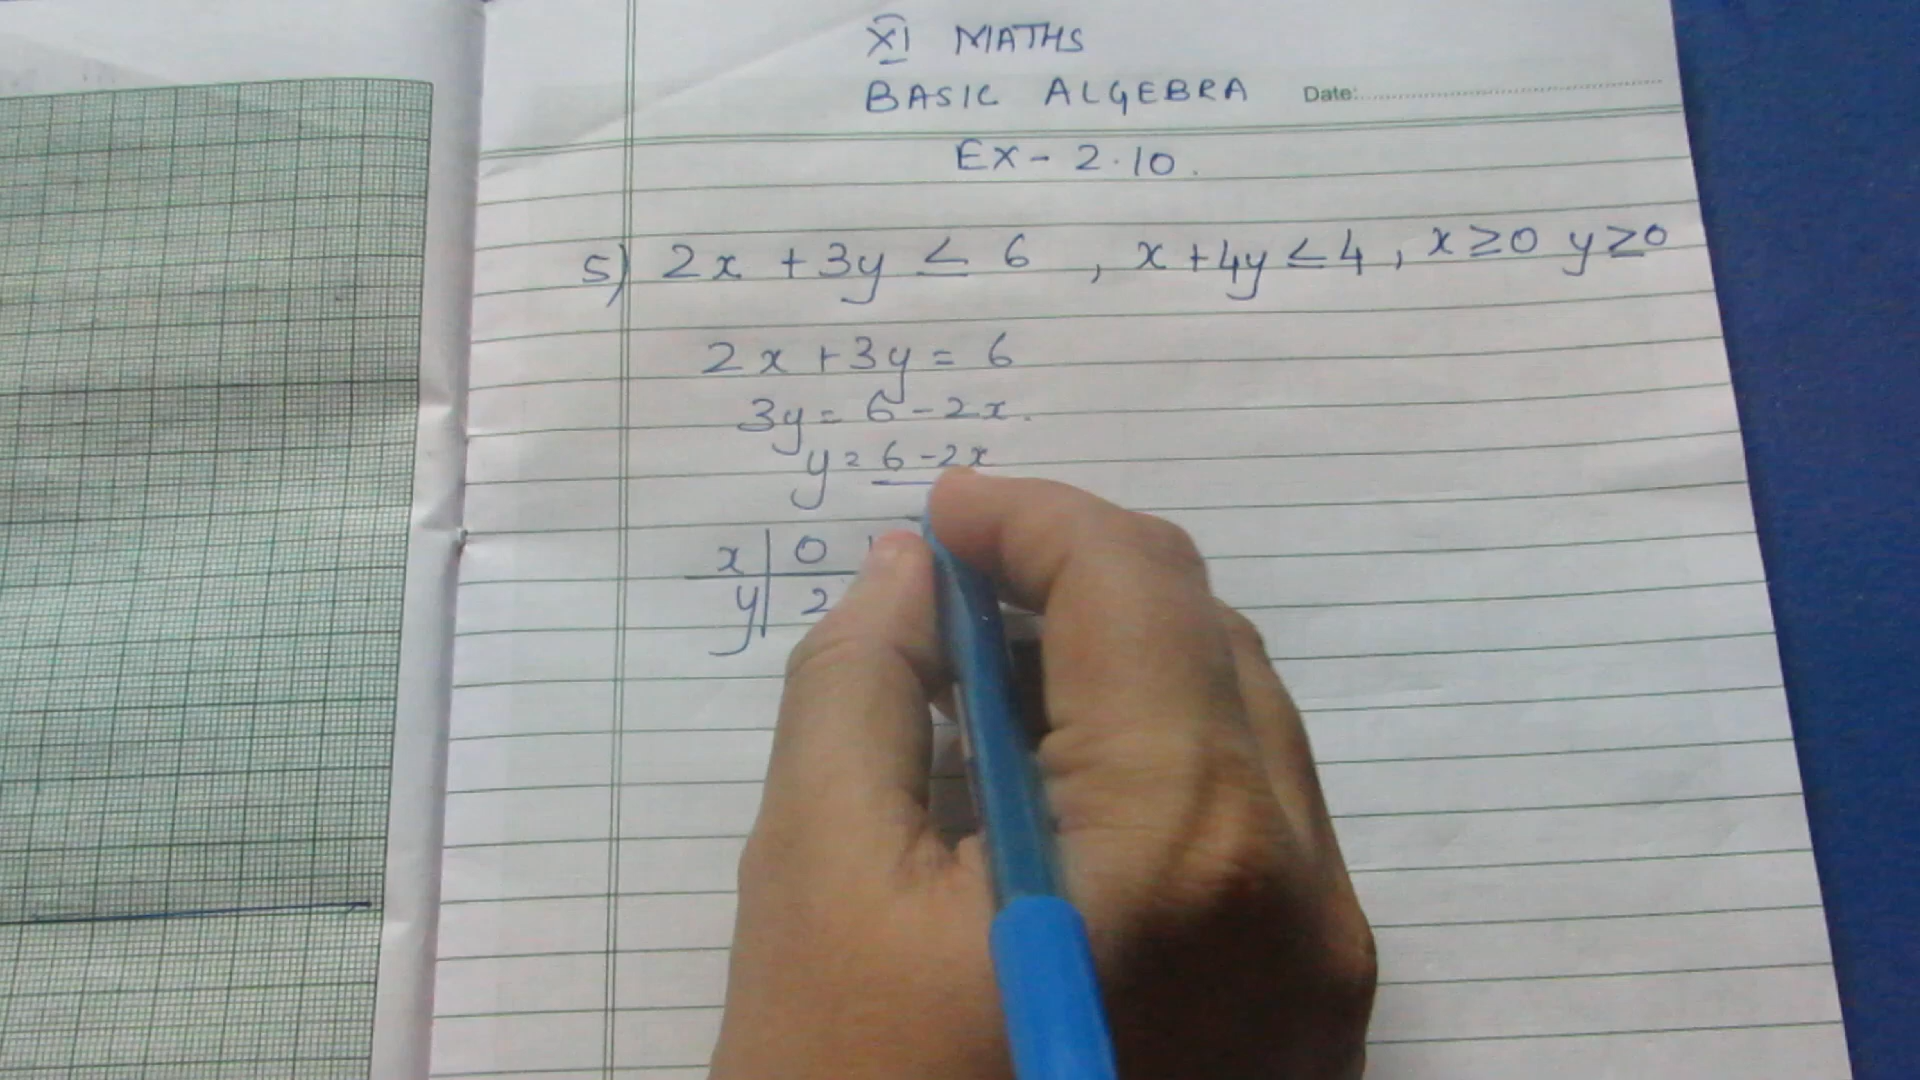 XI MATHS
BASIC ALGEBRA Date:
EX - 2.10.
5) 2x + 3y ≤ 6 , x + 4y ≤ 4 , x ≥ 0 y ≥ 0
2x + 3y = 6
3y = 6 - 2x.
y = 6 - 2x
x | 0 1
y | 2